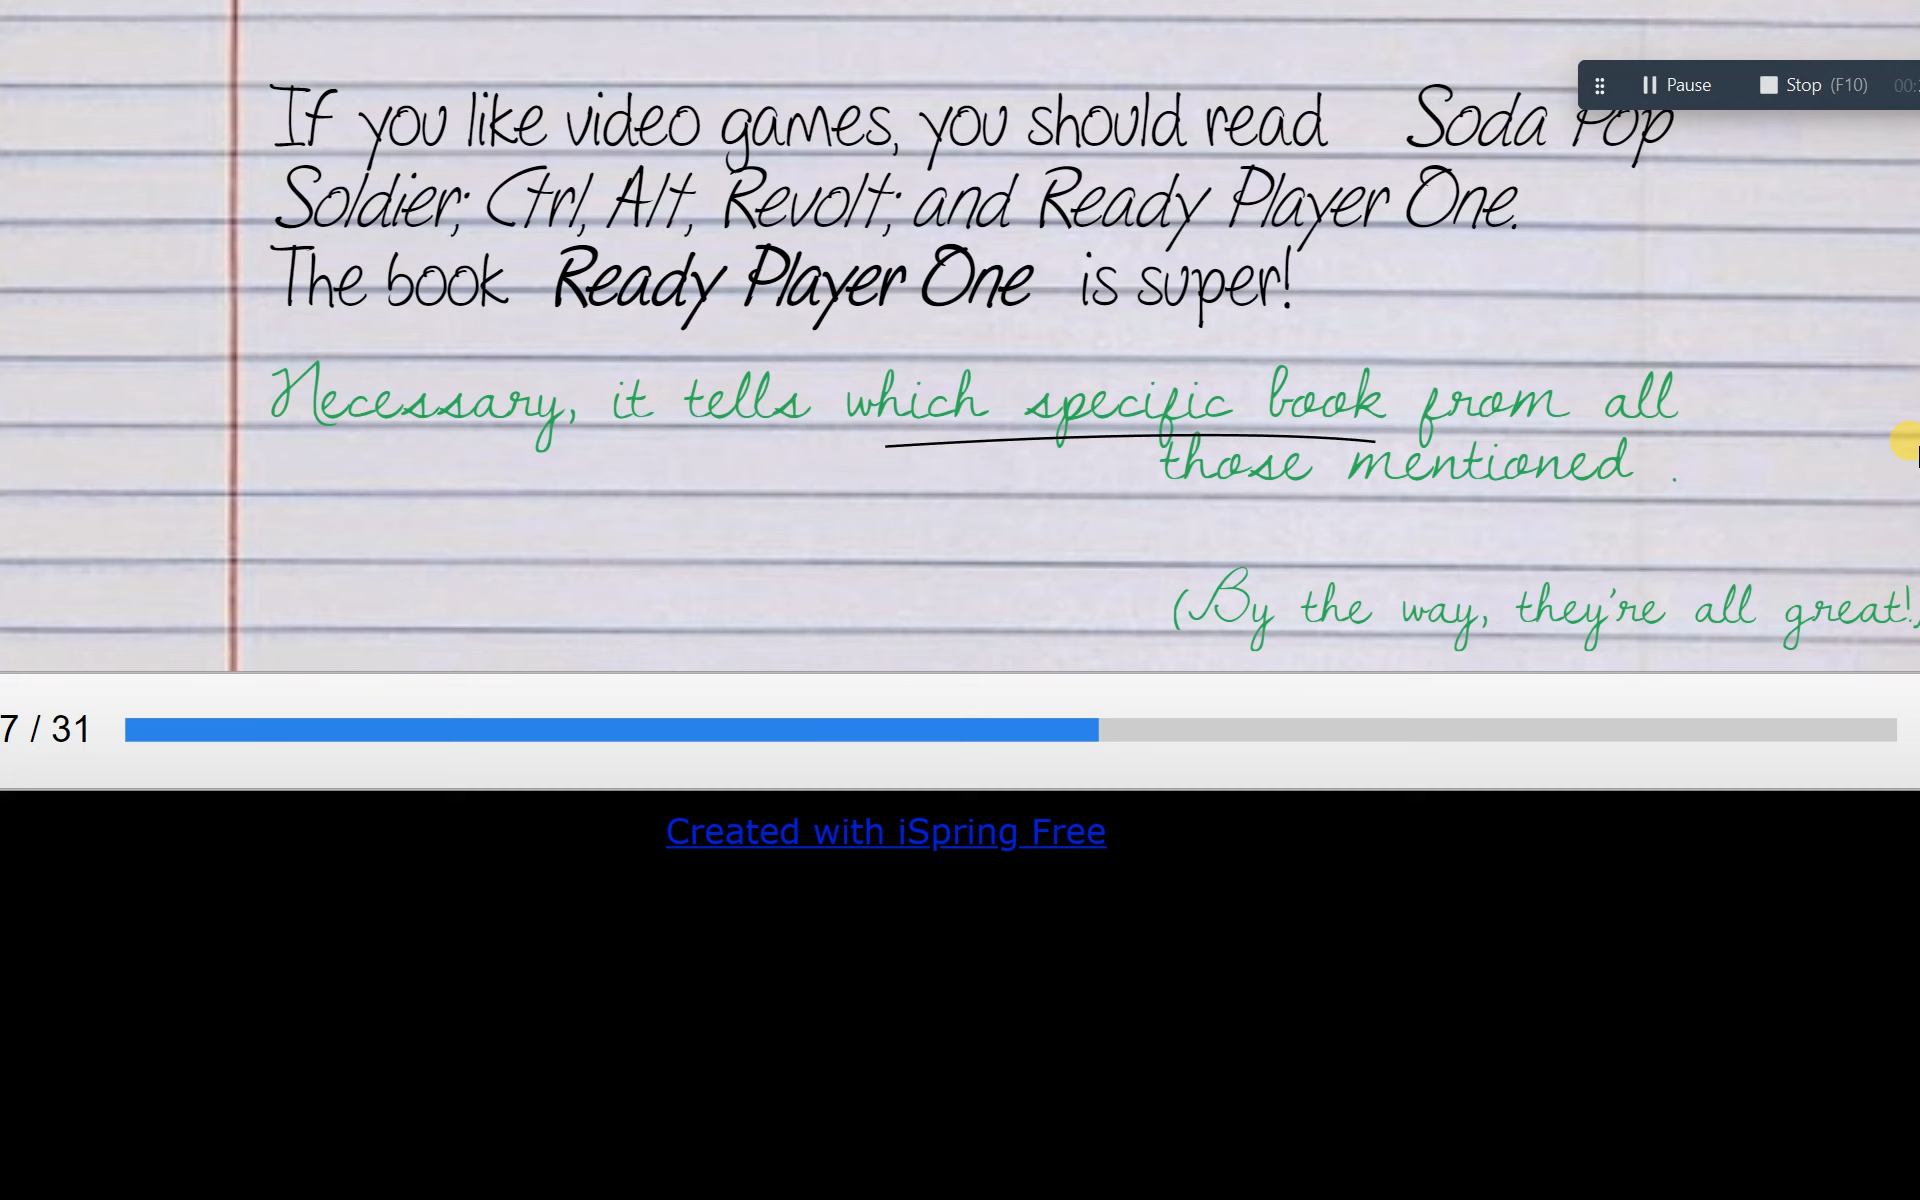 If you like video games, you should read Soda Pop
Soldier; Ctrl, Alt, Revolt; and Ready Player One.
The book Ready Player One is super!
Necessary, it tells which specific book from all
those mentioned.
(By the way, they're all great!)
Pause Stop (F10) 00:
7 / 31
Created with iSpring Free